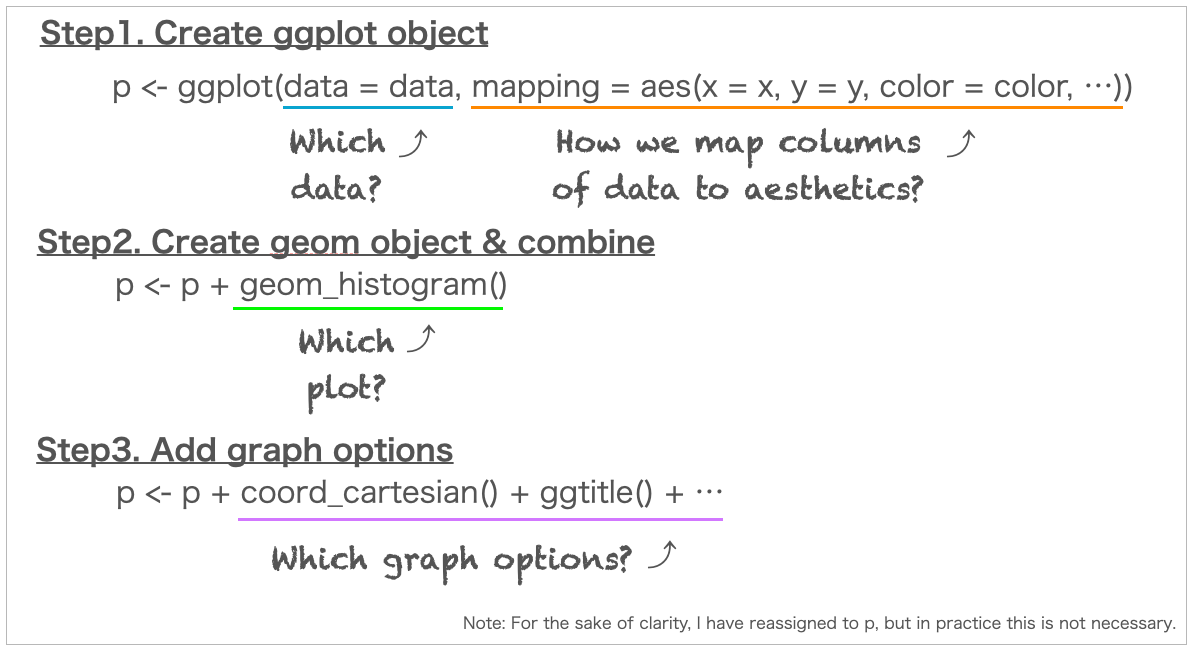 Step1. Create ggplot object
p <- ggplot(data = data, mapping = aes(x = x, y = y, color = color, ⋯))
Which
data?
How we map columns
of data to aesthetics?
Step2. Create geom object & combine
p <- p + geom_histogram()
Which
plot?
Step3. Add graph options
p <- p + coord_cartesian() + ggtitle() + ⋯
Which graph options?
Note: For the sake of clarity, I have reassigned to p, but in practice this is not necessary.